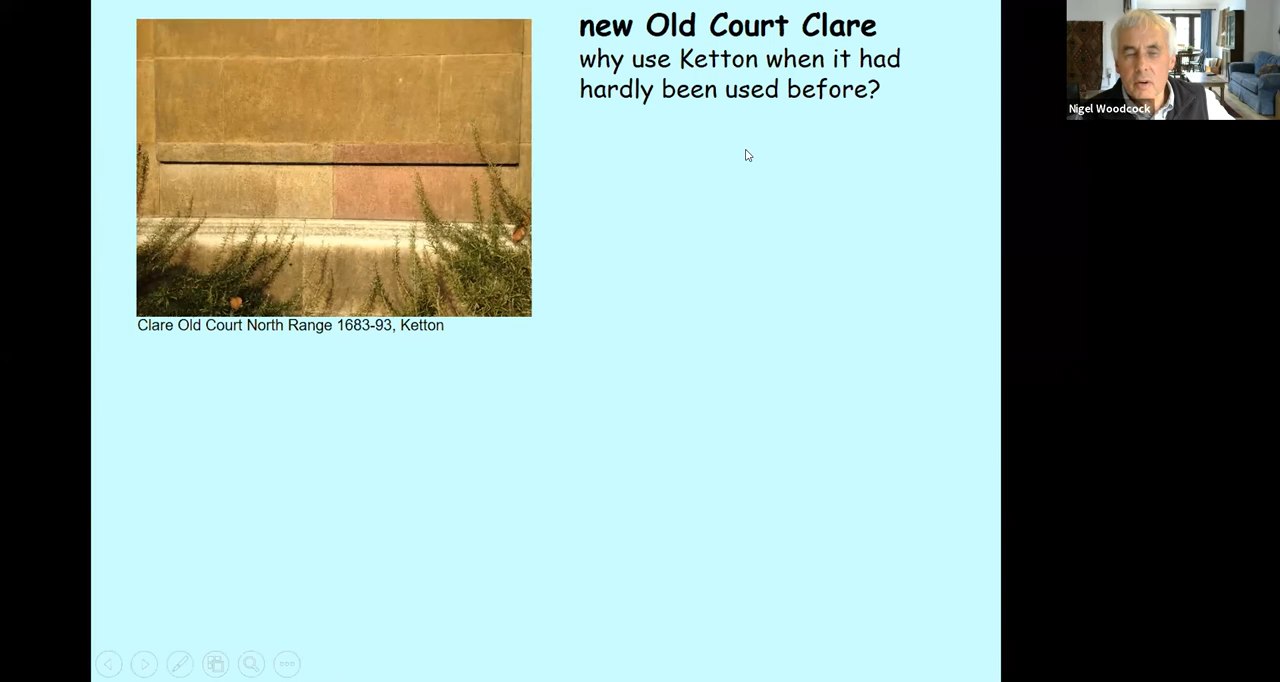 new Old Court Clare
why use Ketton when it had
hardly been used before?
Nigel Woodcock
Clare Old Court North Range 1683-93, Ketton